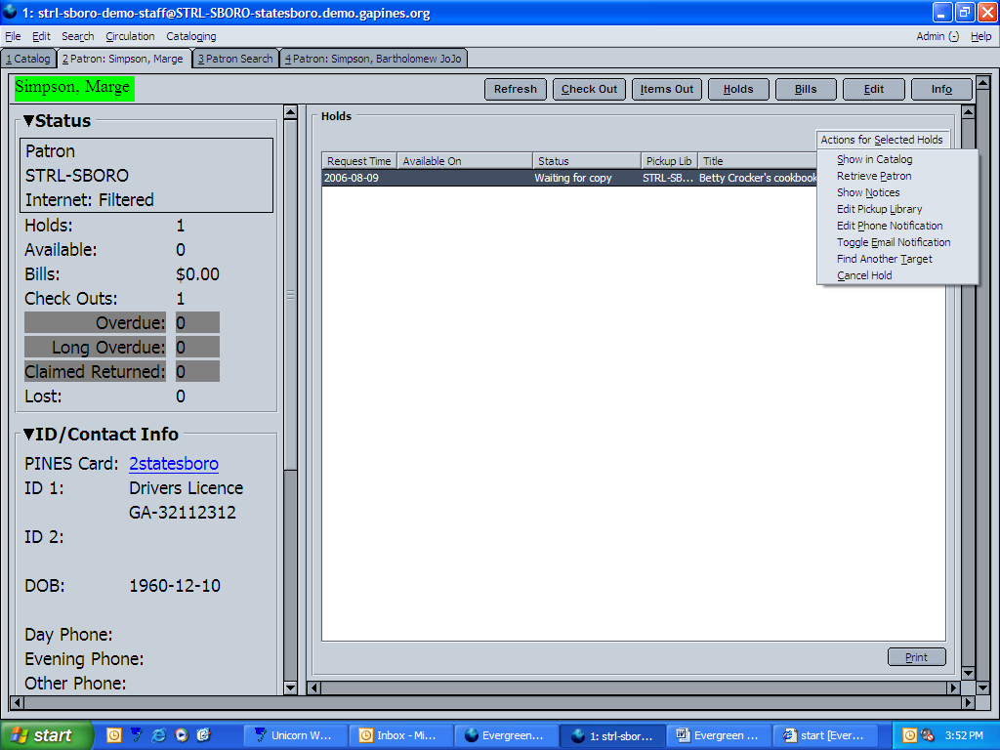 1: strl-sboro-demo-staff@STRL-SBORO-statesboro.demo.gapines.org
File Edit Search Circulation Cataloging Admin (-) Help
1 Catalog 2 Patron: Simpson, Marge 3 Patron Search 4 Patron: Simpson, Bartholomew JoJo
Simpson, Marge
Refresh Check Out Items Out Holds Bills Edit Info
▼Status
Patron
STRL-SBORO
Internet: Filtered
Holds: 1
Available: 0
Bills: $0.00
Check Outs: 1
Overdue: 0
Long Overdue: 0
Claimed Returned: 0
Lost: 0
▼ID/Contact Info
PINES Card: 2statesboro
ID 1: Drivers Licence
GA-32112312
ID 2:
DOB: 1960-12-10
Day Phone:
Evening Phone:
Other Phone:
Holds
Actions for Selected Holds
Request Time Available On Status Pickup Lib Title
2006-08-09 Waiting for copy STRL-SB... Betty Crocker's cookbook
Show in Catalog
Retrieve Patron
Show Notices
Edit Pickup Library
Edit Phone Notification
Toggle Email Notification
Find Another Target
Cancel Hold
Print
start Unicorn W... Inbox - Mi... Evergreen... 1: strl-sbor... Evergreen ... start [Ever... 3:52 PM